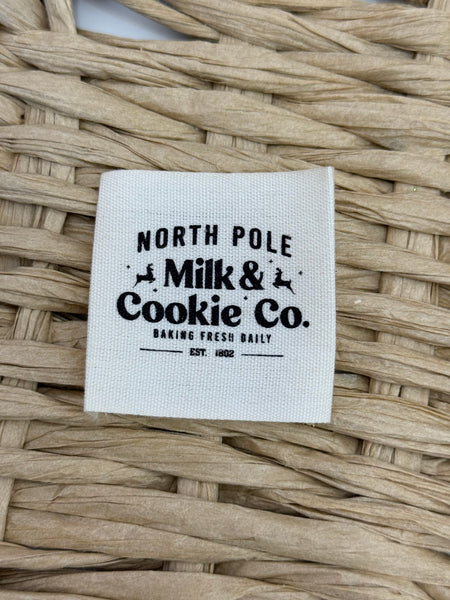 NORTH POLE
Milk &
Cookie Co.
BAKING FRESH DAILY
EST. 1802